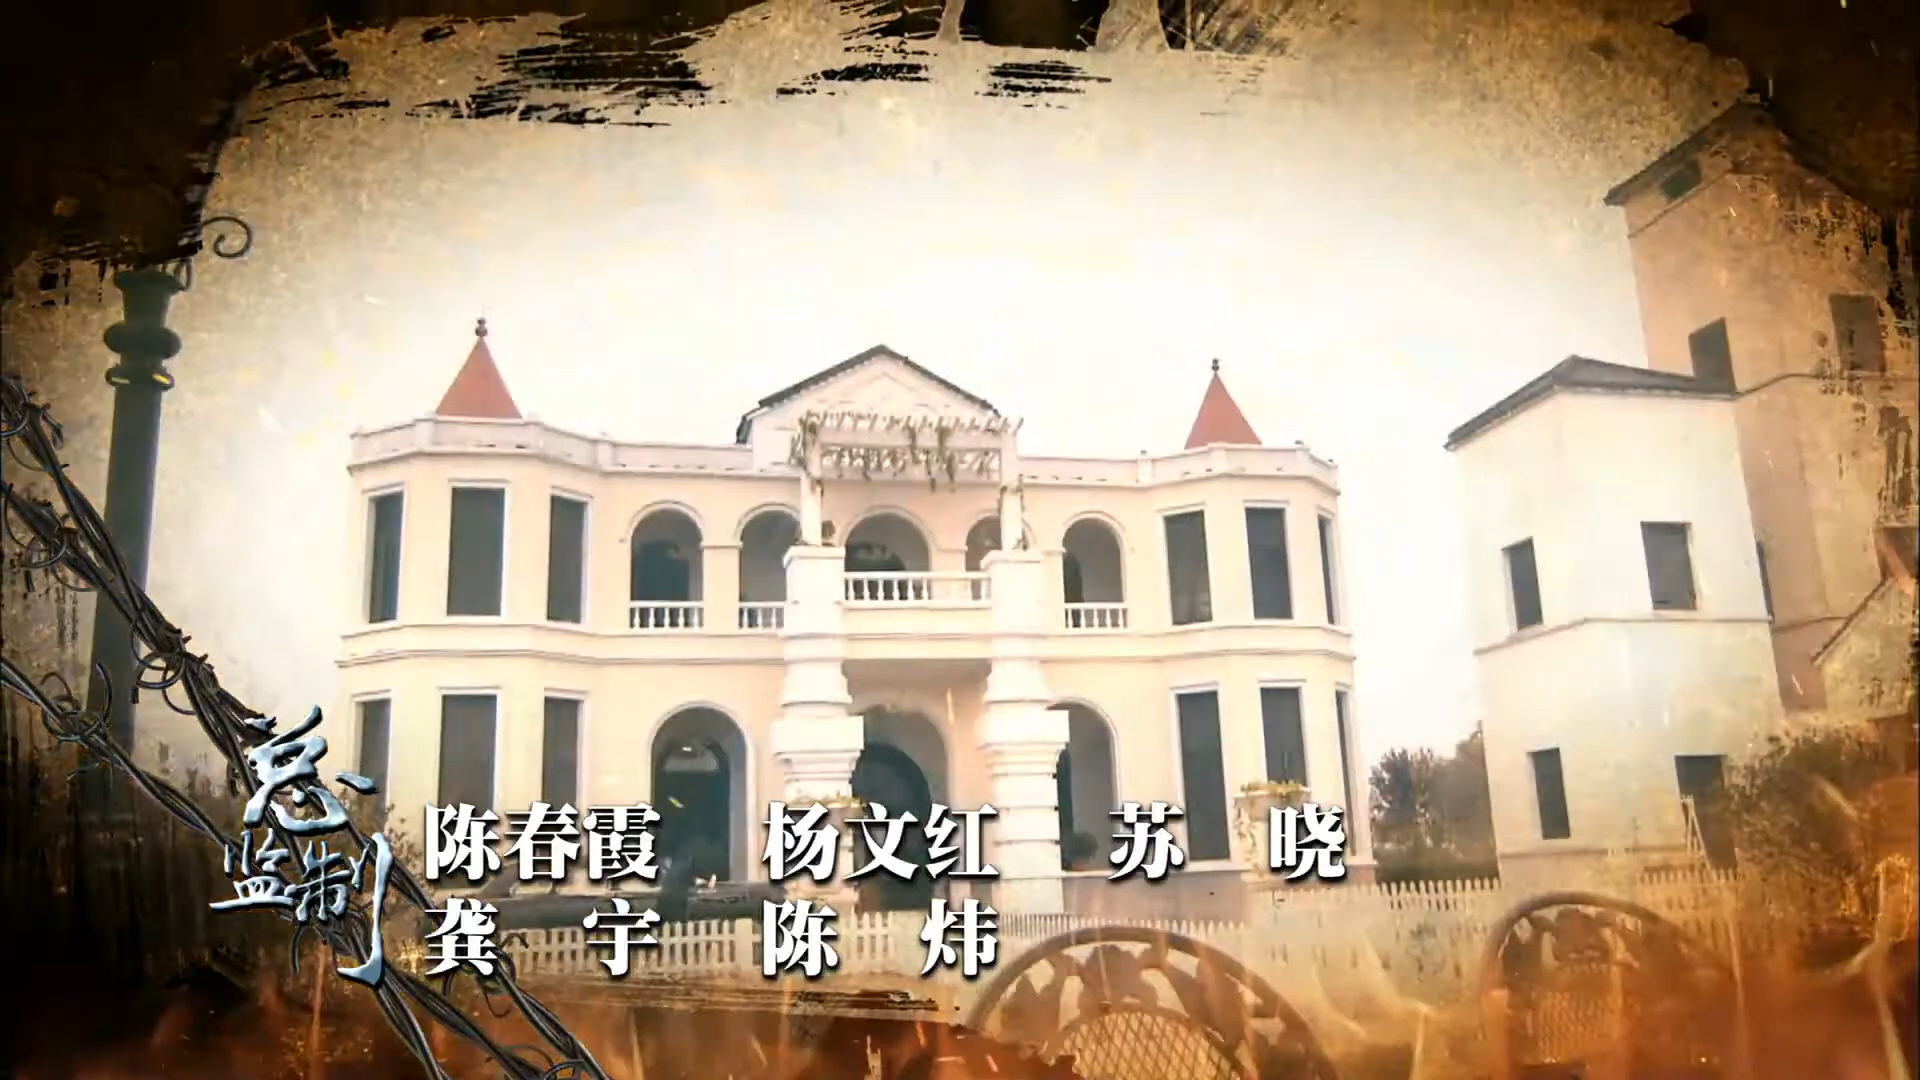 总监制
陈春霞 杨文红 苏 晓
龚 宇 陈 炜